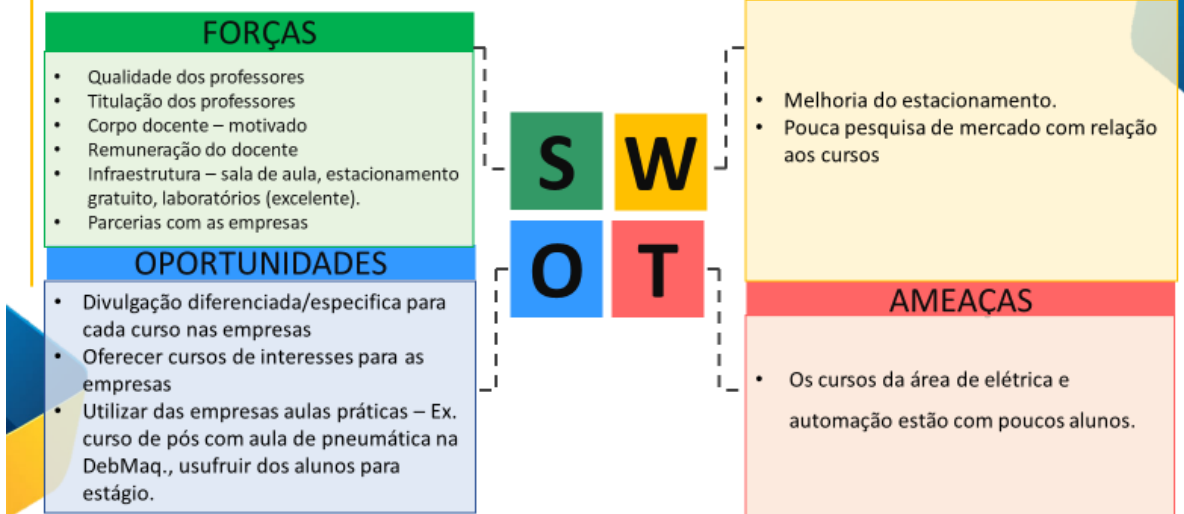 FORÇAS
• Qualidade dos professores
• Titulação dos professores
• Corpo docente – motivado
• Remuneração do docente
• Infraestrutura – sala de aula, estacionamento
gratuito, laboratórios (excelente).
• Parcerias com as empresas
OPORTUNIDADES
• Divulgação diferenciada/especifica para
cada curso nas empresas
• Oferecer cursos de interesses para as
empresas
• Utilizar das empresas aulas práticas – Ex.
curso de pós com aula de pneumática na
DebMaq., usufruir dos alunos para
estágio.
S W
O T
• Melhoria do estacionamento.
• Pouca pesquisa de mercado com relação
aos cursos
AMEAÇAS
• Os cursos da área de elétrica e
automação estão com poucos alunos.